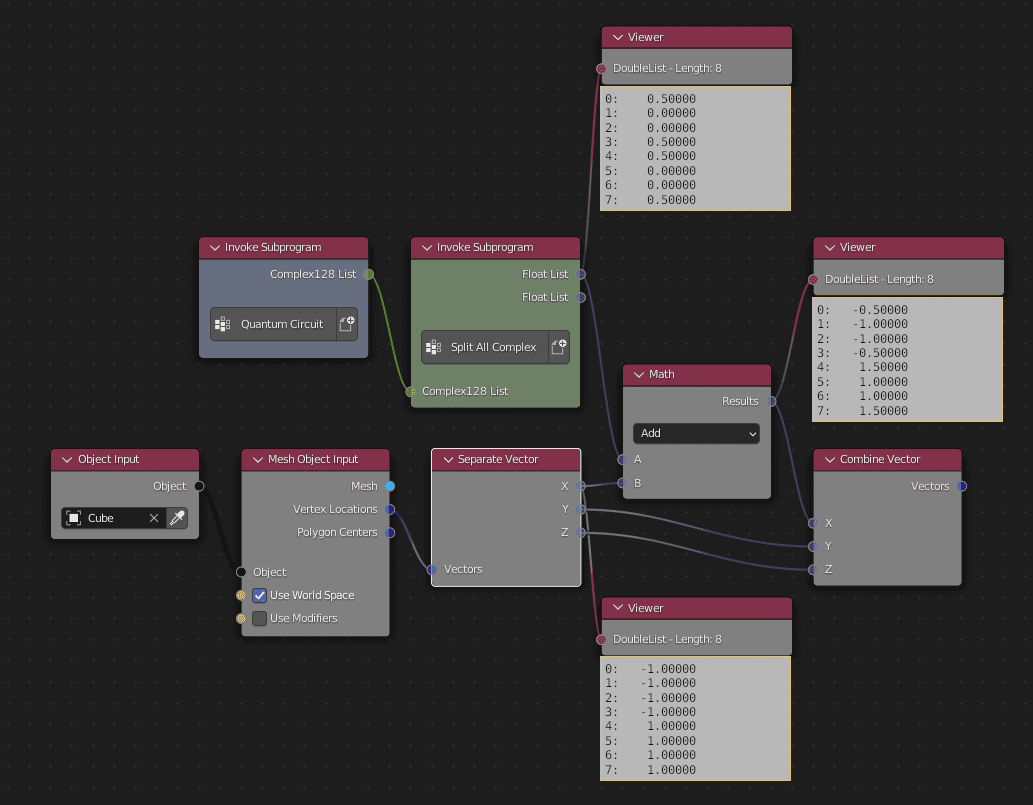 Viewer
DoubleList - Length: 8
0: 0.50000
1: 0.00000
2: 0.00000
3: 0.50000
4: 0.50000
5: 0.00000
6: 0.00000
7: 0.50000
Invoke Subprogram
Complex128 List
Quantum Circuit
Invoke Subprogram
Float List
Float List
Split All Complex
Complex128 List
Viewer
DoubleList - Length: 8
0: -0.50000
1: -1.00000
2: -1.00000
3: -0.50000
4: 1.50000
5: 1.00000
6: 1.00000
7: 1.50000
Math
Results
Add
A
B
Object Input
Object
Cube
Mesh Object Input
Mesh
Vertex Locations
Polygon Centers
Object
Use World Space
Use Modifiers
Separate Vector
X
Y
Z
Vectors
Combine Vector
Vectors
X
Y
Z
Viewer
DoubleList - Length: 8
0: -1.00000
1: -1.00000
2: -1.00000
3: -1.00000
4: 1.00000
5: 1.00000
6: 1.00000
7: 1.00000